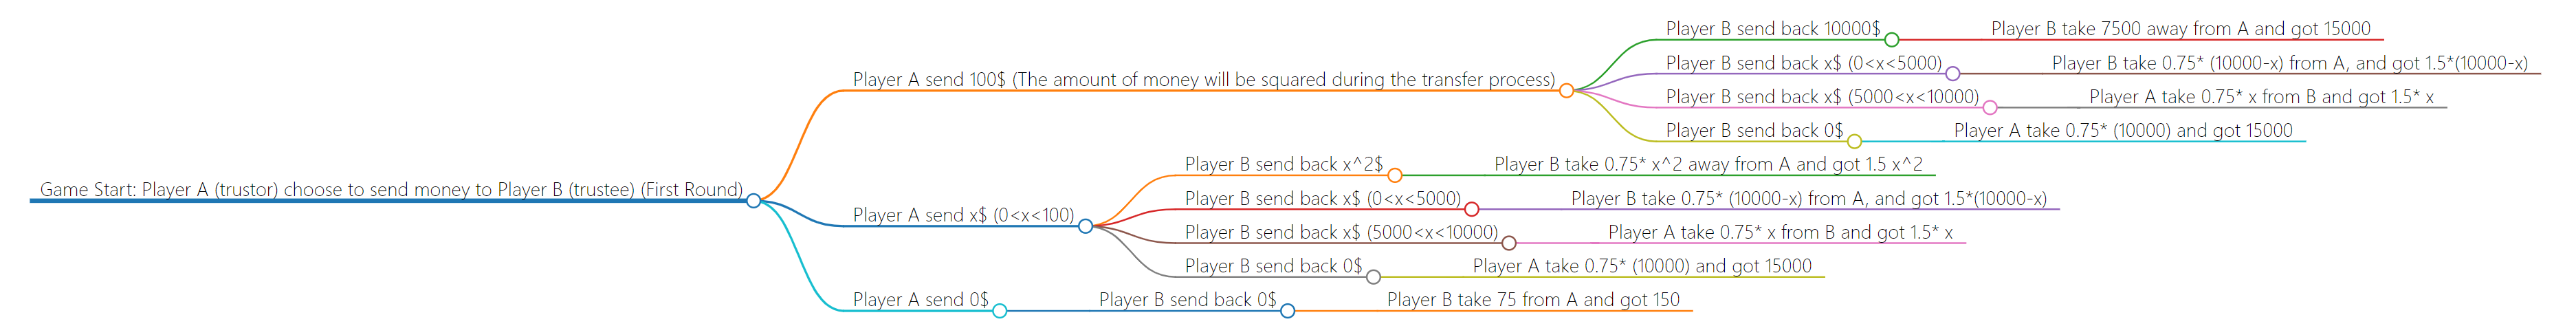 Player B send back 10000$
Player B take 7500 away from A and got 15000
Player A send 100$ (The amount of money will be squared during the transfer process)
Player B send back x$ (0<x<5000)
Player B take 0.75* (10000-x) from A, and got 1.5*(10000-x)
Player B send back x$ (5000<x<10000)
Player A take 0.75* x from B and got 1.5* x
Player B send back 0$
Player A take 0.75* (10000) and got 15000
Game Start: Player A (trustor) choose to send money to Player B (trustee) (First Round)
Player A send x$ (0<x<100)
Player B send back x^2$
Player B take 0.75* x^2 away from A and got 1.5 x^2
Player B send back x$ (0<x<5000)
Player B take 0.75* (10000-x) from A, and got 1.5*(10000-x)
Player B send back x$ (5000<x<10000)
Player A take 0.75* x from B and got 1.5* x
Player B send back 0$
Player A take 0.75* (10000) and got 15000
Player A send 0$
Player B send back 0$
Player B take 75 from A and got 150